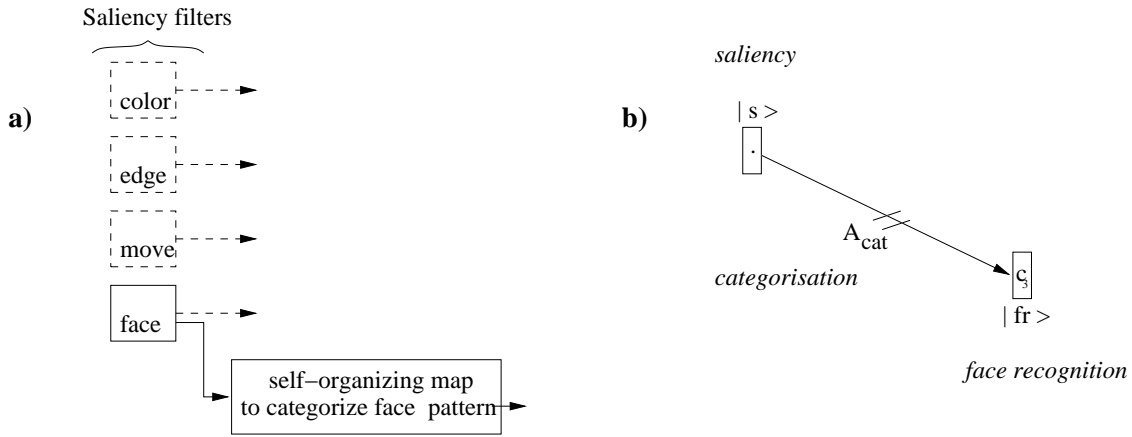 Saliency filters
a)
color
edge
move
face
self−organizing map
to categorize face pattern
b)
saliency
| s >
.
A cat
categorisation
c 3
| fr >
face recognition